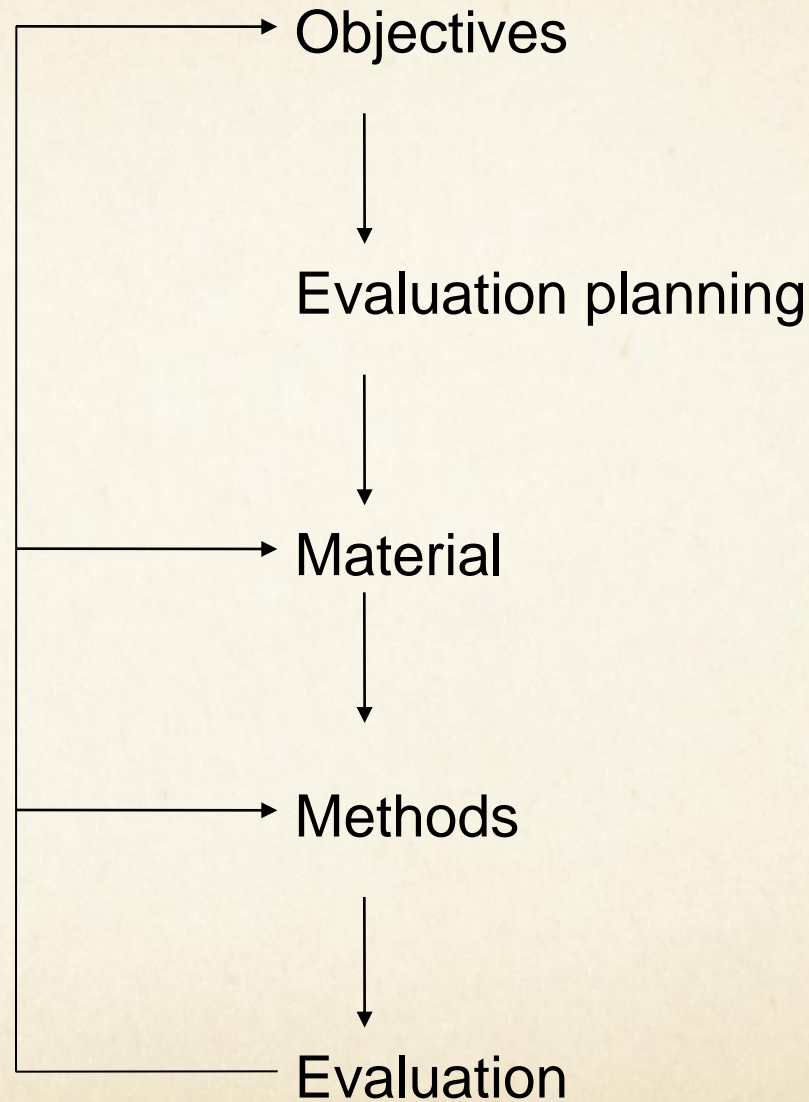 Objectives
Evaluation planning
Material
Methods
Evaluation